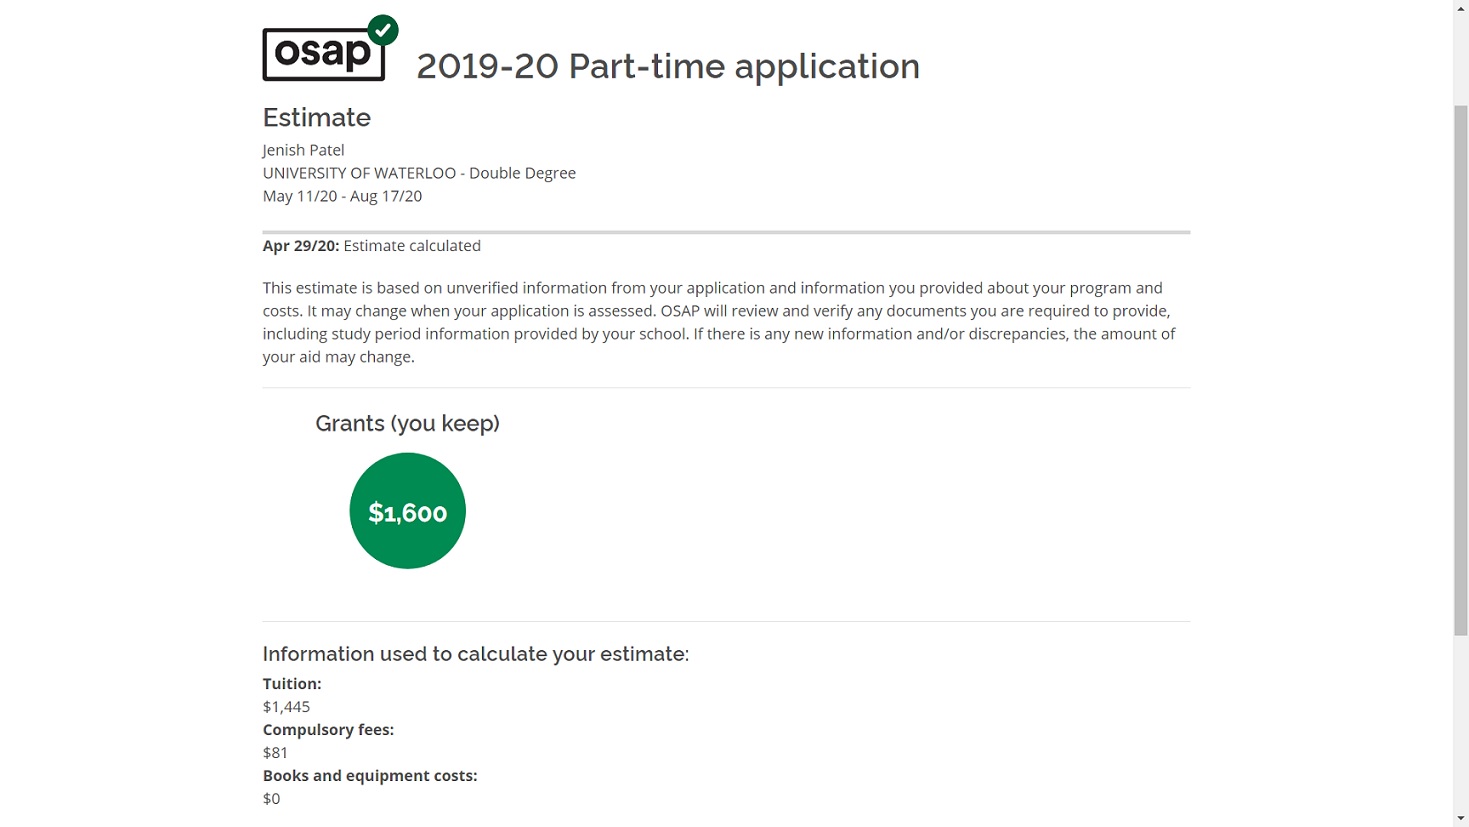 osap
2019-20 Part-time application
Estimate
Jenish Patel
UNIVERSITY OF WATERLOO - Double Degree
May 11/20 - Aug 17/20
Apr 29/20: Estimate calculated
This estimate is based on unverified information from your application and information you provided about your program and
costs. It may change when your application is assessed. OSAP will review and verify any documents you are required to provide,
including study period information provided by your school. If there is any new information and/or discrepancies, the amount of
your aid may change.
Grants (you keep)
$1,600
Information used to calculate your estimate:
Tuition:
$1,445
Compulsory fees:
$81
Books and equipment costs:
$0